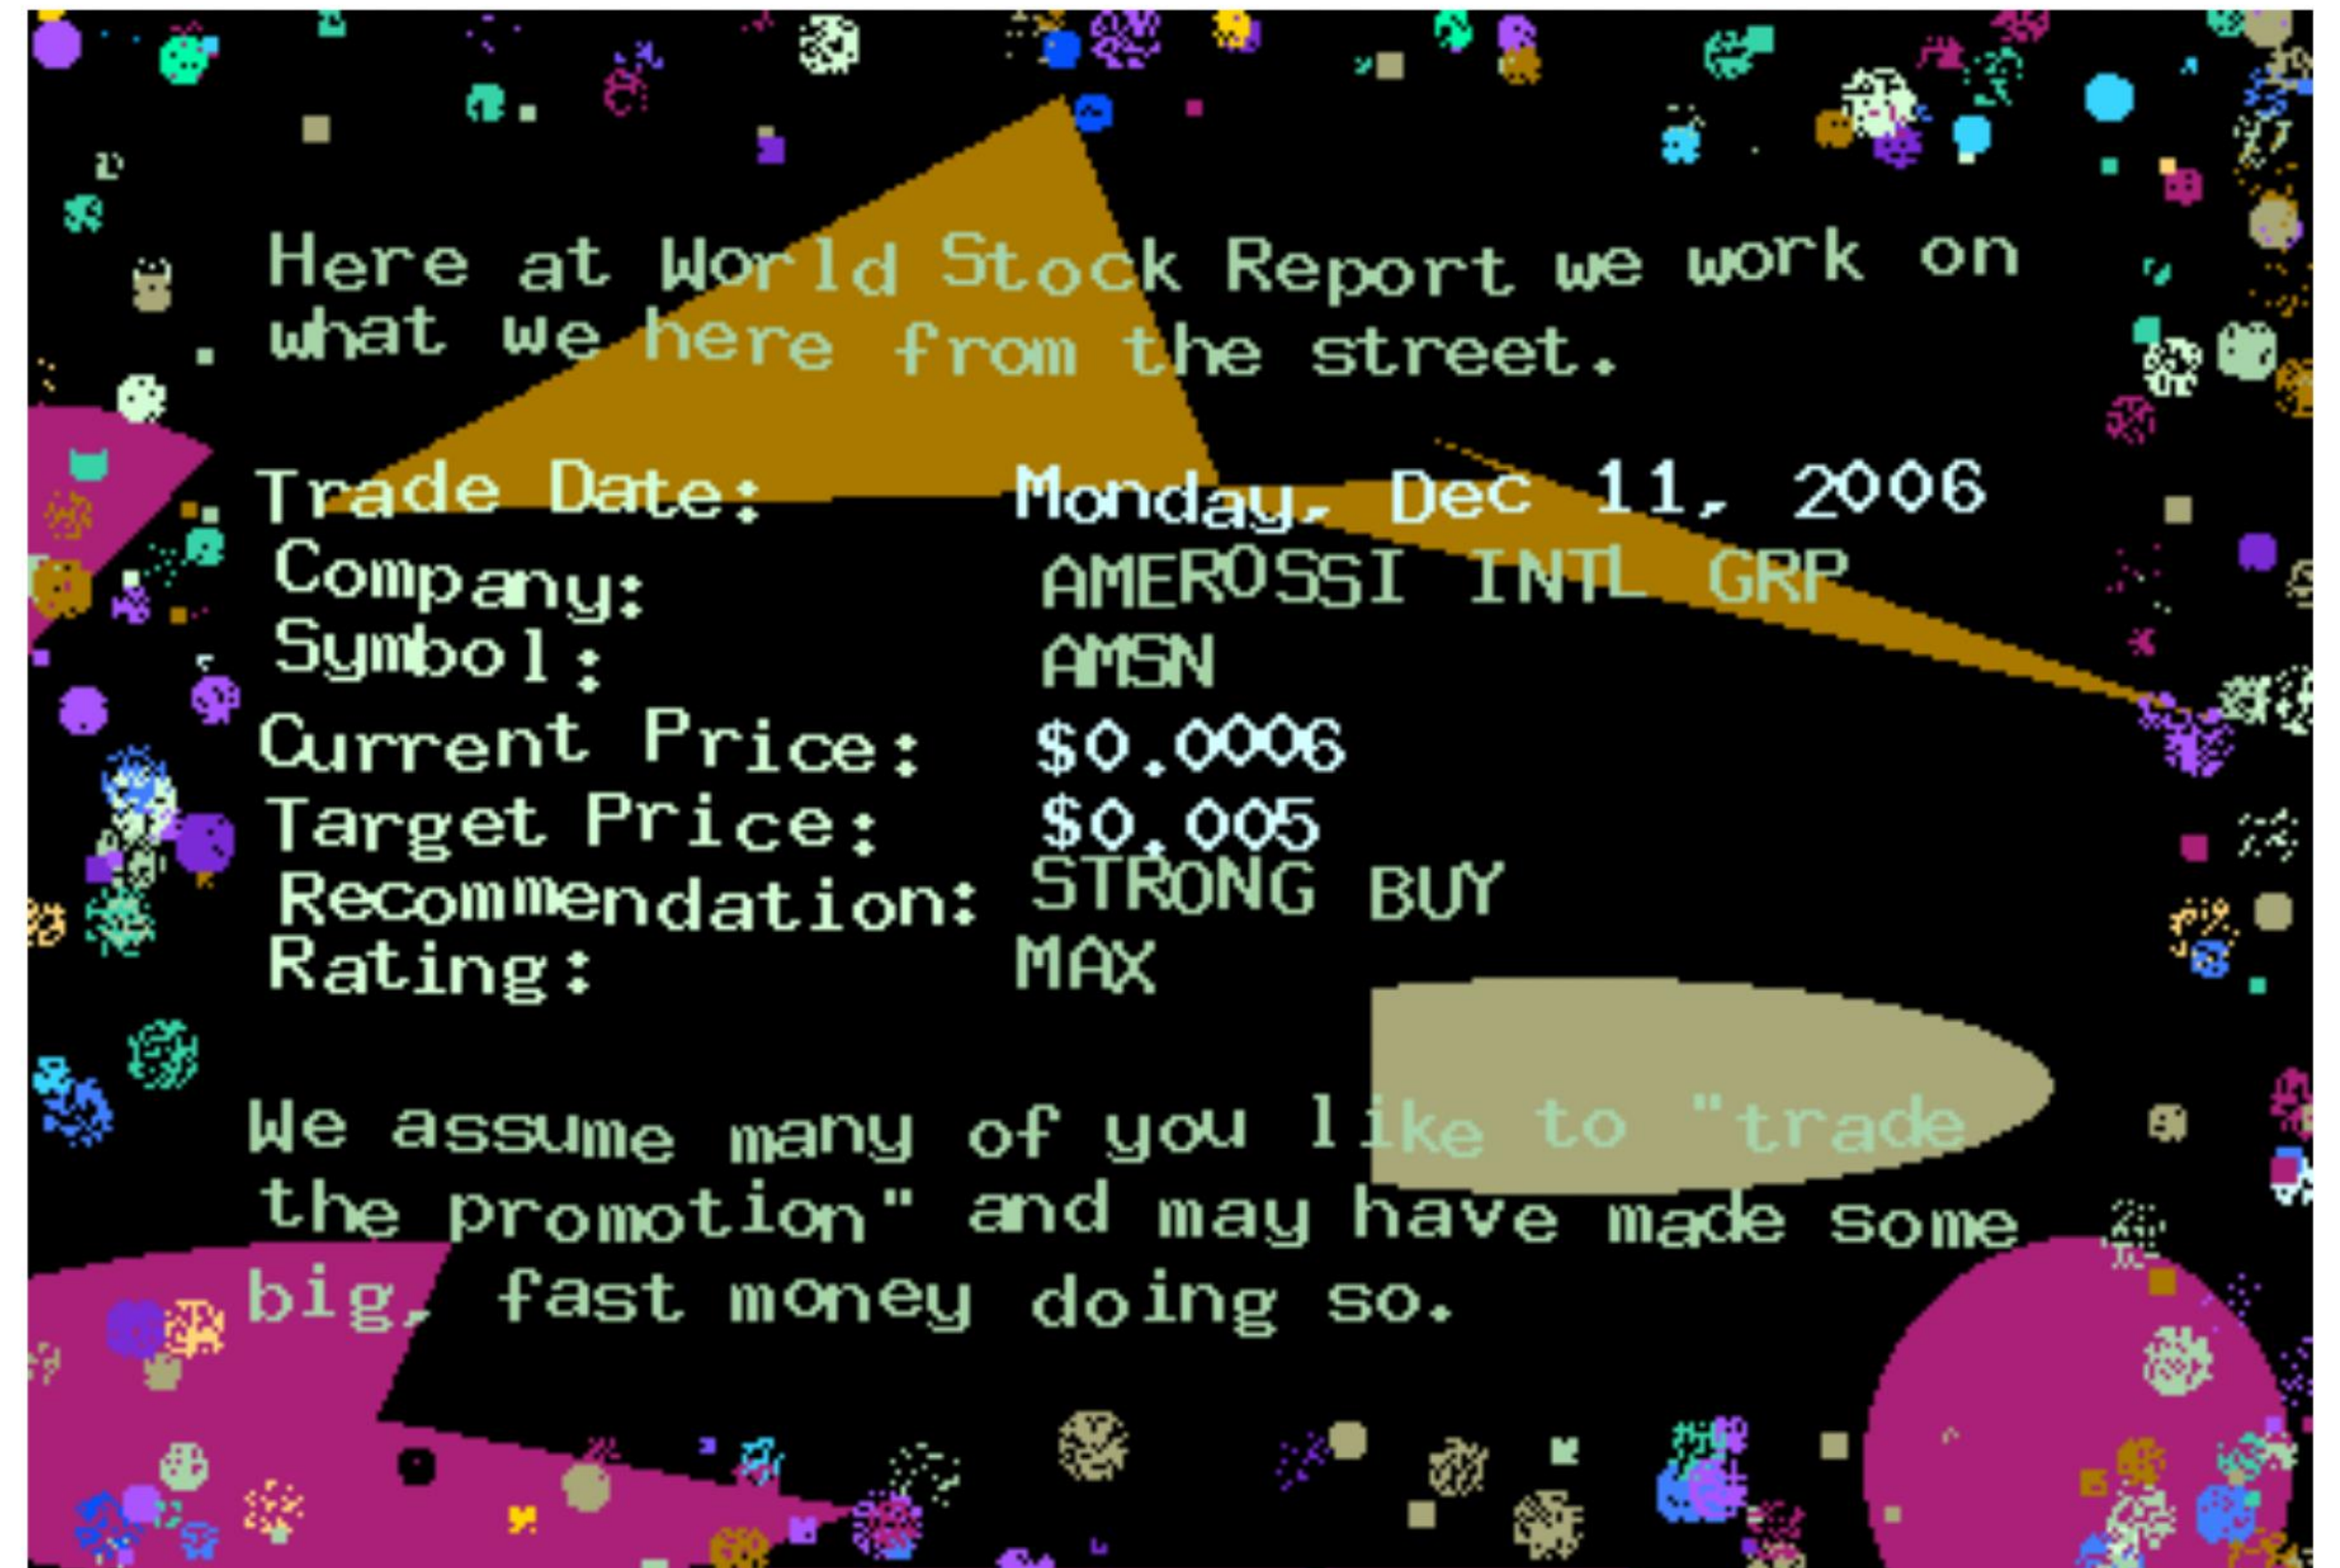 Here at World Stock Report we work on
what we here from the street.
Trade Date: Monday, Dec 11, 2006
Company: AMEROSSI INTL GRP
Symbol: AMSN
Current Price: $0.0006
Target Price: $0.005
Recommendation: STRONG BUY
Rating: MAX
We assume many of you like to "trade
the promotion" and may have made some
big, fast money doing so.